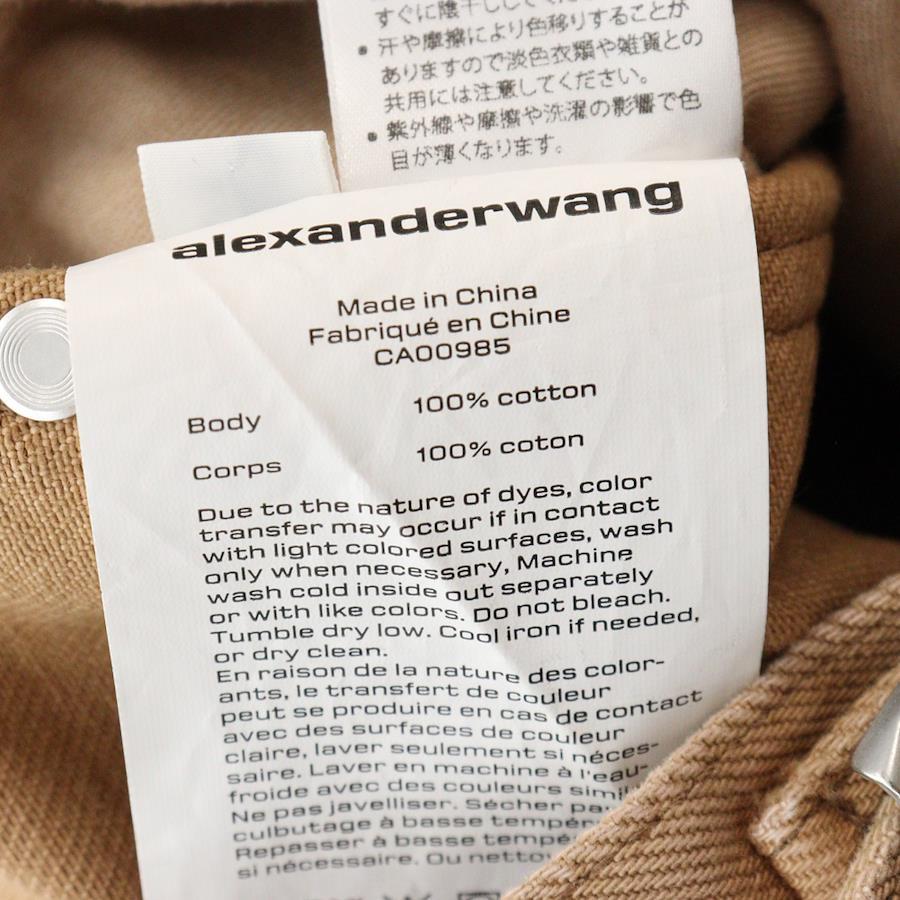 すぐに陰干ししてくだ
• 汗や摩擦により色移りすることが
ありますので淡色衣類や雑貨との
共用には注意してください。
• 紫外線や摩擦や洗濯の影響で色
目が薄くなります。
alexanderwang
Made in China
Fabriqué en Chine
CA00985
Body 100% cotton
Corps 100% coton
Due to the nature of dyes, color
transfer may occur if in contact
with light colored surfaces, wash
only when necessary, Machine
wash cold inside out separately
or with like colors. Do not bleach.
Tumble dry low. Cool iron if needed,
or dry clean.
En raison de la nature des color-
ants, le transfert de couleur
peut se produire en cas de contact
avec des surfaces de couleur
claire, laver seulement si néces-
saire. Laver en machine à l'eau-
froide avec des couleurs simil
Ne pas javelliser. Sécher pa
culbutage à basse tempér
Repasser à basse tempé
si nécessaire. Ou netto